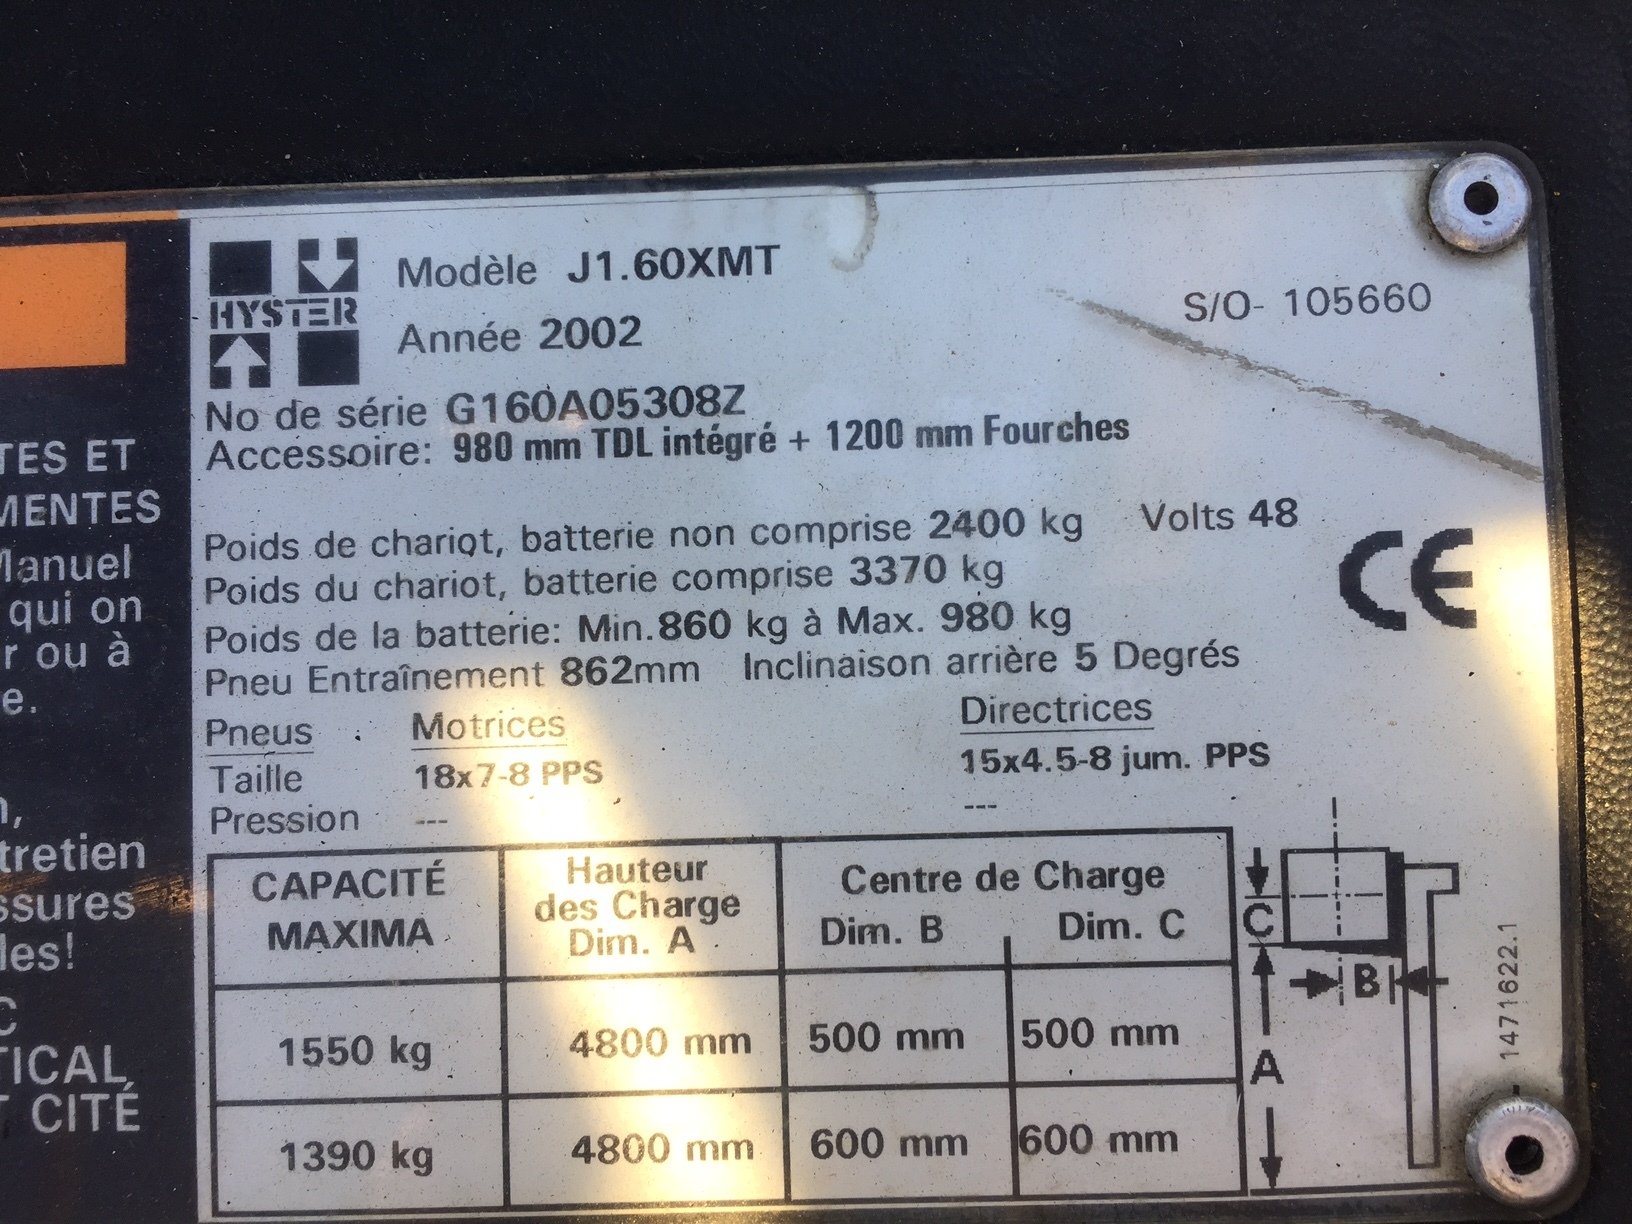 HYSTER
Modèle J1.60XMT
Année 2002
S/O- 105660
No de série G160A05308Z
Accessoire: 980 mm TDL intégré + 1200 mm Fourches
Poids de chariot, batterie non comprise 2400 kg Volts 48
Poids du chariot, batterie comprise 3370 kg
Poids de la batterie: Min.860 kg à Max. 980 kg
Pneu Entraînement 862mm Inclinaison arrière 5 Degrés
CE
Pneus Motrices Directrices
Taille 18x7-8 PPS 15x4.5-8 jum. PPS
Pression --- ---
CAPACITÉ MAXIMA
Hauteur des Charge Dim. A
Centre de Charge
Dim. B Dim. C
1550 kg 4800 mm 500 mm 500 mm
1390 kg 4800 mm 600 mm 600 mm
C
B
A
1471622.1
TES ET
MENTES
Manuel
qui on
r ou à
e.
n,
tretien
ssures
les!
C
TICAL
T CITÉ